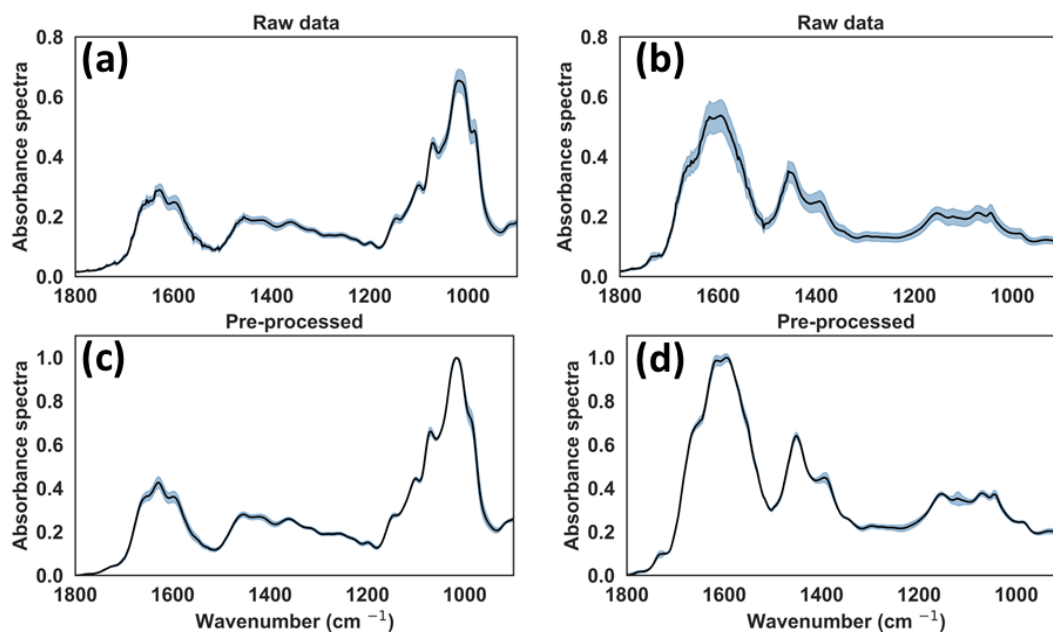 Raw data
Raw data
(a)
(b)
Absorbance spectra
Absorbance spectra
0.8
0.6
0.4
0.2
0.0
0.8
0.6
0.4
0.2
0.0
1800 1600 1400 1200 1000
1800 1600 1400 1200 1000
Pre-processed
Pre-processed
(c)
(d)
Absorbance spectra
Absorbance spectra
1.0
0.8
0.6
0.4
0.2
0.0
1.0
0.8
0.6
0.4
0.2
0.0
1800 1600 1400 1200 1000
1800 1600 1400 1200 1000
Wavenumber (cm ⁻¹)
Wavenumber (cm ⁻¹)